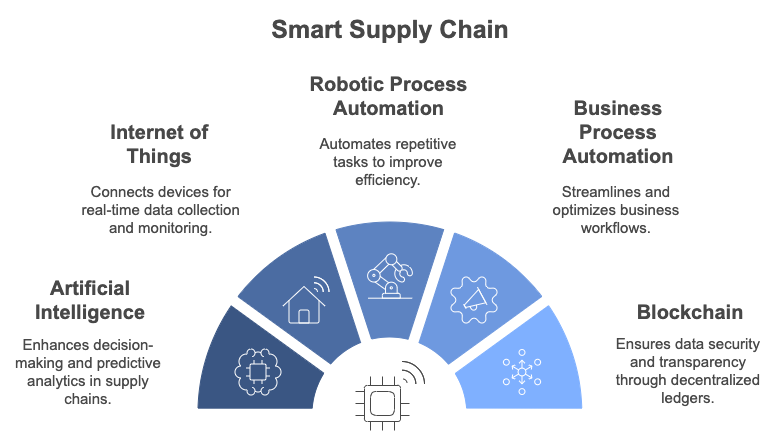 Smart Supply Chain
Robotic Process
Automation
Automates repetitive
tasks to improve
efficiency.
Internet of
Things
Connects devices for
real-time data collection
and monitoring.
Business
Process
Automation
Streamlines and
optimizes business
workflows.
Artificial
Intelligence
Enhances decision-
making and predictive
analytics in supply
chains.
Blockchain
Ensures data security
and transparency
through decentralized
ledgers.